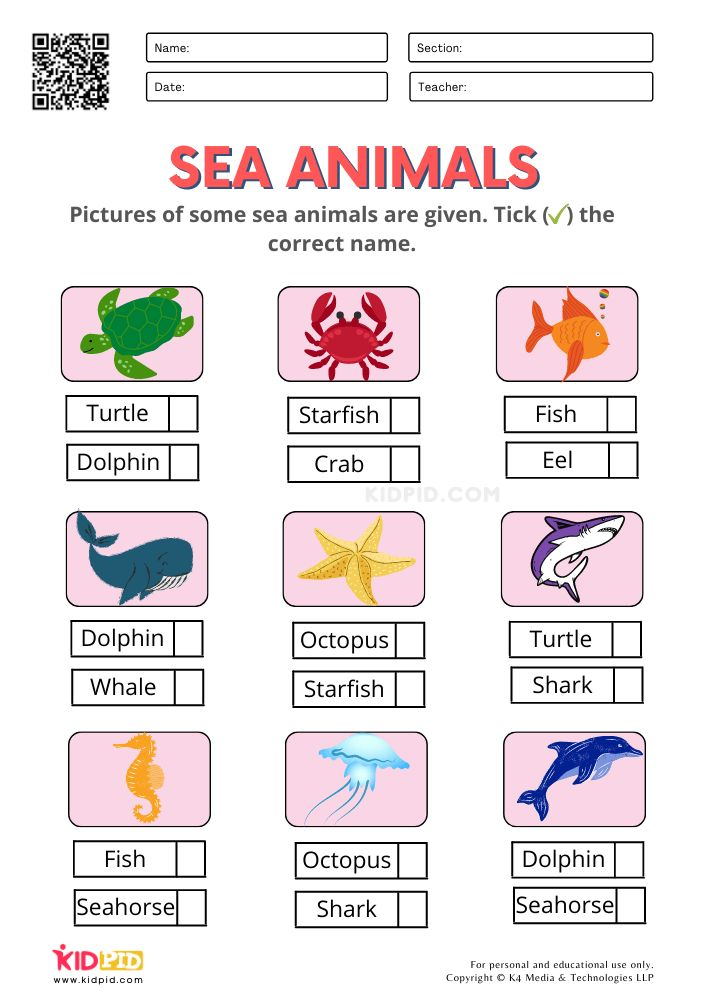 Name:
Section:
Date:
Teacher:
SEA ANIMALS
Pictures of some sea animals are given. Tick (✓) the
correct name.
Turtle
Starfish
Fish
Dolphin
Crab
Eel
KIDPID.COM
Dolphin
Octopus
Turtle
Whale
Starfish
Shark
Fish
Octopus
Dolphin
Seahorse
Shark
Seahorse
KIDPID
www.kidpid.com
For personal and educational use only.
Copyright © K4 Media & Technologies LLP